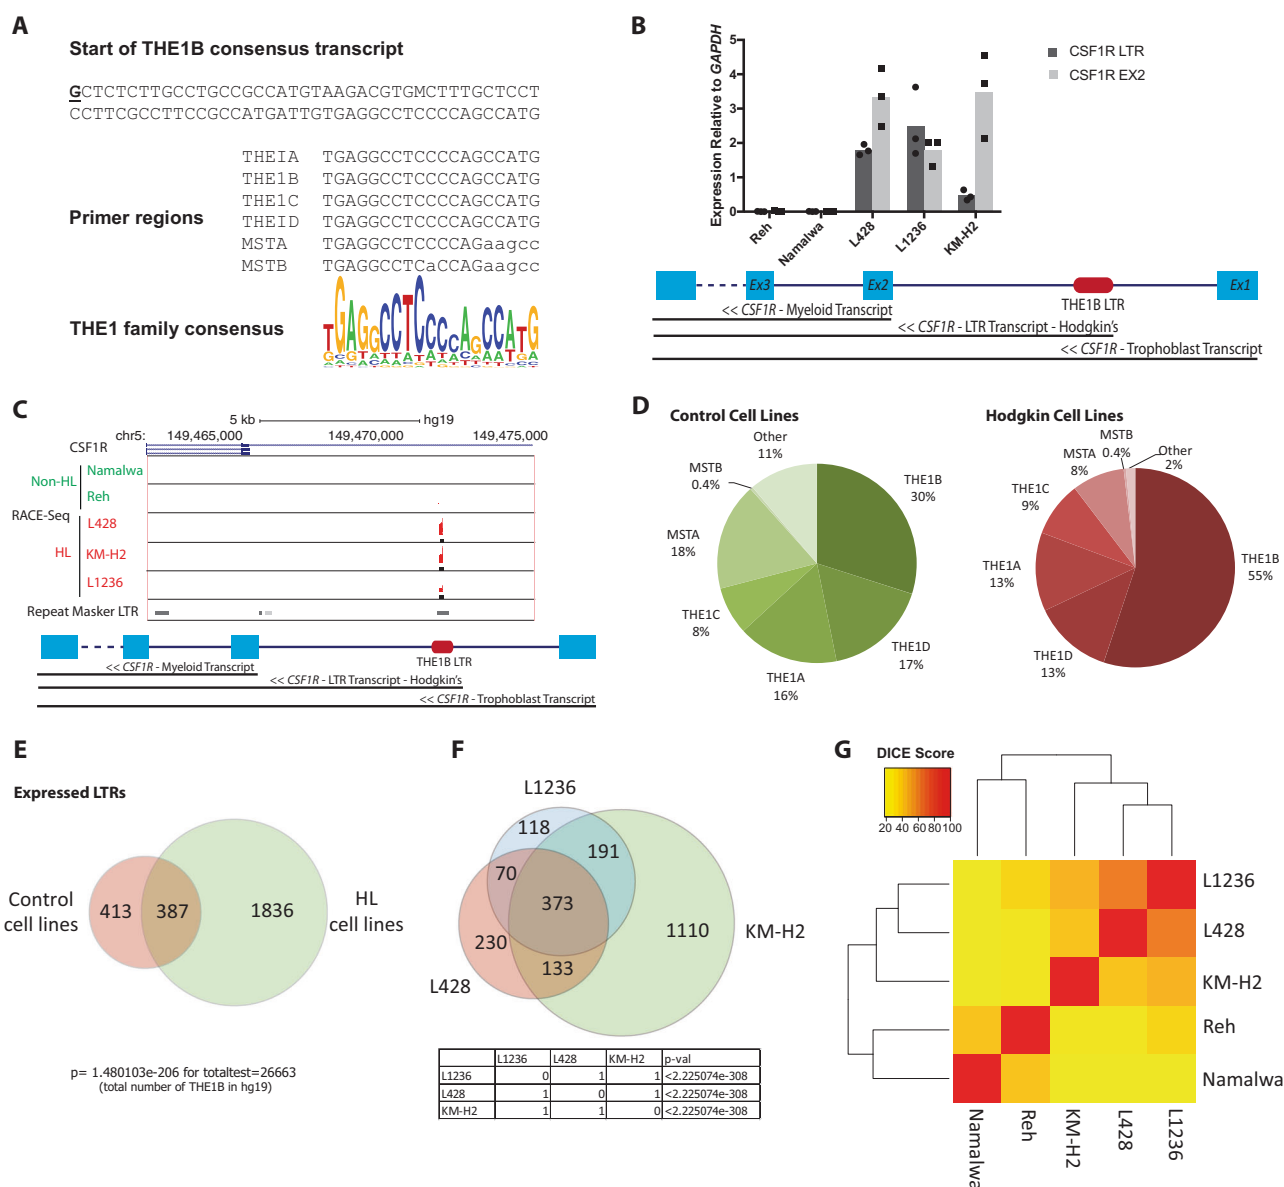 A
Start of THE1B consensus transcript
GCTCTCTTGCCTGCCGCCATGTAAGACGTGMCTTTGCTCCT
CCTTCGCCTTCCGCCATGATTGTGAGGCCTCCCCAGCCATG
Primer regions
THEIA TGAGGCCTCCCCAGCCATG
THE1B TGAGGCCTCCCCAGCCATG
THE1C TGAGGCCTCCCCAGCCATG
THEID TGAGGCCTCCCCAGCCATG
MSTA TGAGGCCTCCCCAGaagcc
MSTB TGAGGCCTCaCCAGaagcc
THE1 family consensus
TGAGGCCTCCCCAGCCATG
B
Expression Relative to GAPDH
5
4
3
2
1
0
Reh
Namalwa
L428
L1236
KM-H2
CSF1R LTR
CSF1R EX2
Ex3
Ex2
Ex1
THE1B LTR
<< CSF1R - Myeloid Transcript
<< CSF1R - LTR Transcript - Hodgkin's
<< CSF1R - Trophoblast Transcript
C
5 kb
hg19
chr5:
149,465,000
149,470,000
149,475,000
CSF1R
Non-HL
Namalwa
Reh
RACE-Seq
HL
L428
KM-H2
L1236
Repeat Masker LTR
THE1B LTR
<< CSF1R - Myeloid Transcript
<< CSF1R - LTR Transcript - Hodgkin's
<< CSF1R - Trophoblast Transcript
D
Control Cell Lines
Other
11%
MSTB
0.4%
MSTA
18%
THE1C
8%
THE1A
16%
THE1D
17%
THE1B
30%
Hodgkin Cell Lines
MSTB
0.4%
Other
2%
MSTA
8%
THE1C
9%
THE1A
13%
THE1D
13%
THE1B
55%
E
Expressed LTRs
Control
cell lines
413
387
1836
HL
cell lines
p= 1.480103e-206 for totaltest=26663
(total number of THE1B in hg19)
F
L1236
118
191
70
373
230
133
1110
KM-H2
L428
L1236 L428 KM-H2 p-val
L1236 0 1 1 <2.225074e-308
L428 1 0 1 <2.225074e-308
KM-H2 1 1 0 <2.225074e-308
G
DICE Score
20 40 60 80 100
L1236
L428
KM-H2
Reh
Namalwa
Namalwa
Reh
KM-H2
L428
L1236